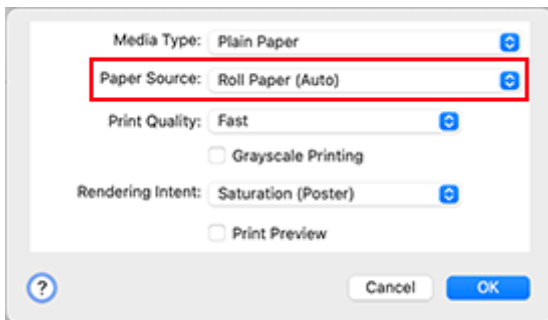 Media Type: Plain Paper
Paper Source: Roll Paper (Auto)
Print Quality: Fast
Grayscale Printing
Rendering Intent: Saturation (Poster)
Print Preview
? Cancel OK